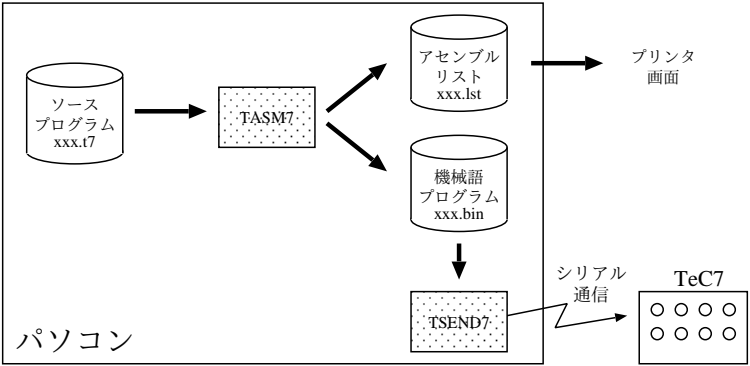 ソース
プログラム
xxx.t7
TASM7
アセンブル
リスト
xxx.lst
プリンタ
画面
機械語
プログラム
xxx.bin
TSEND7
シリアル
通信
TeC7
パソコン